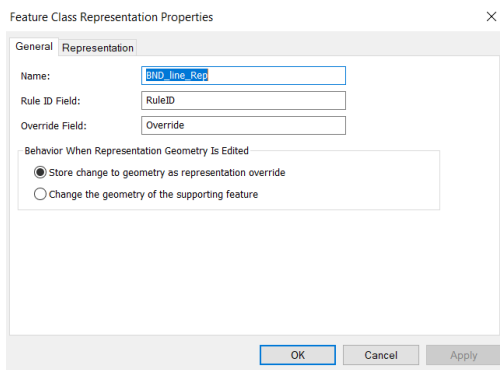 Feature Class Representation Properties
General Representation
Name: BND_line_Rep
Rule ID Field: RuleID
Override Field: Override
Behavior When Representation Geometry Is Edited
Store change to geometry as representation override
Change the geometry of the supporting feature
OK Cancel Apply